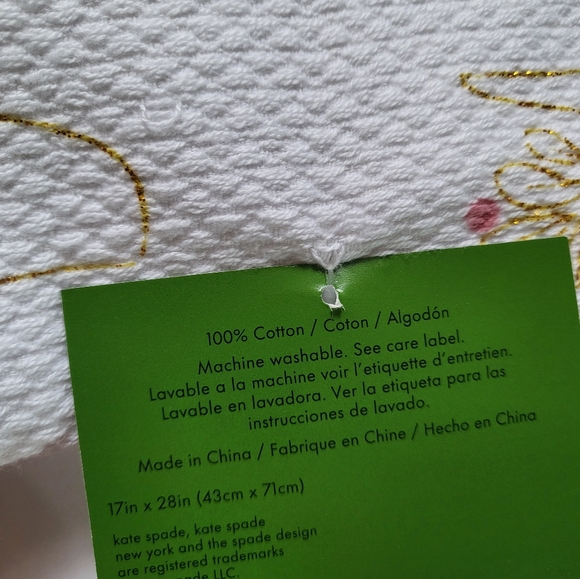 100% Cotton / Coton / Algodón
Machine washable. See care label.
Lavable a la machine voir l'etiquette d'entretien.
Lavable en lavadora. Ver la etiqueta para las
instrucciones de lavado.
Made in China / Fabrique en Chine / Hecho en China
17in x 28in (43cm x 71cm)
kate spade, kate spade
new york and the spade design
are registered trademarks
LLC.